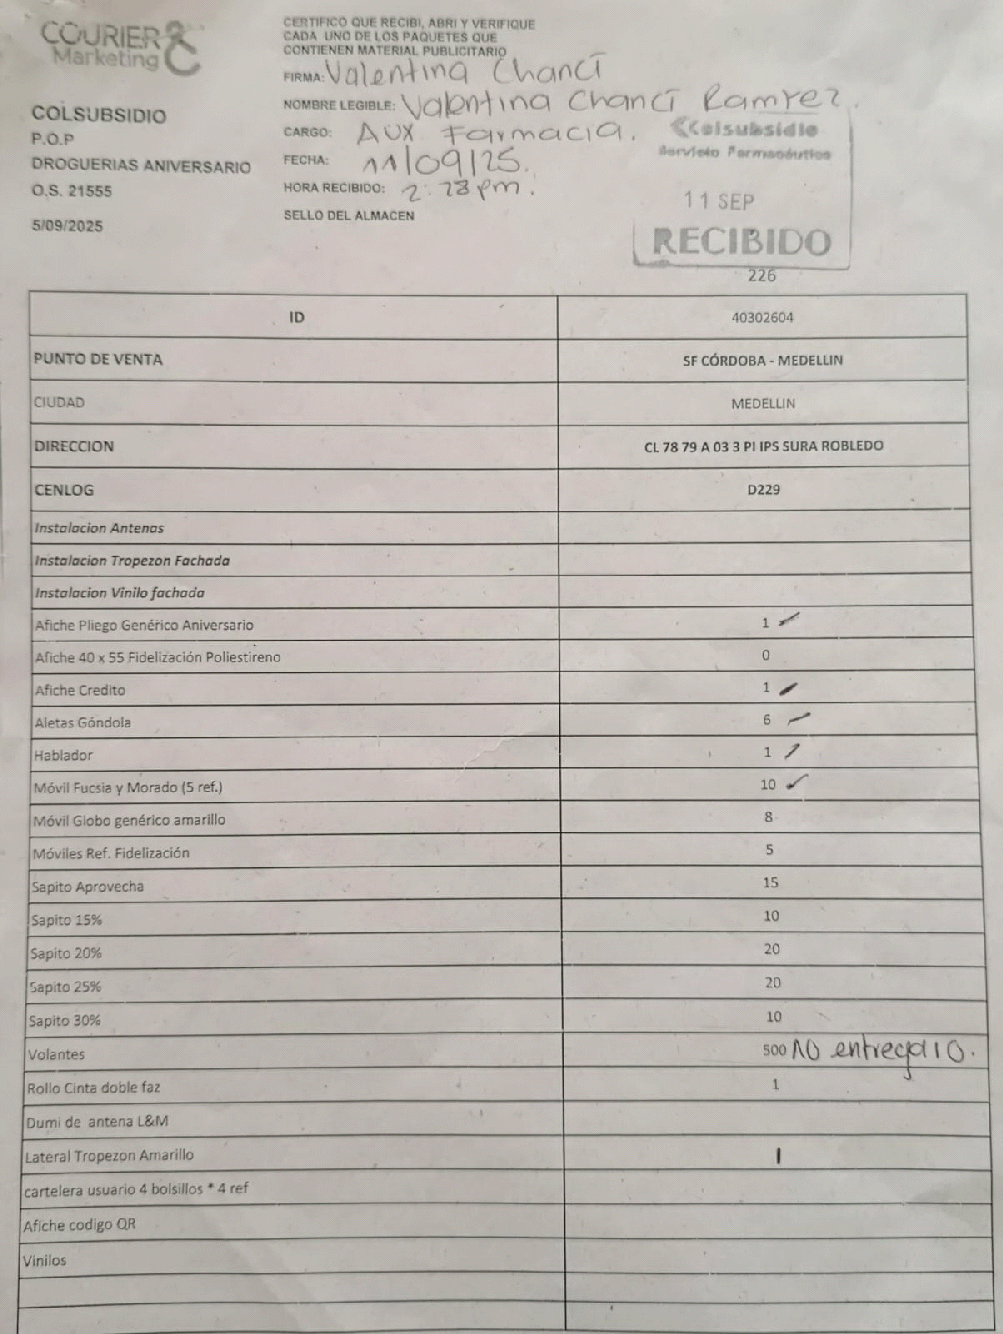 COURIER &
Marketing
COLSUBSIDIO
P.O.P
DROGUERIAS ANIVERSARIO
O.S. 21555
5/09/2025
CERTIFICO QUE RECIBI, ABRI Y VERIFIQUE
CADA UNO DE LOS PAQUETES QUE
CONTIENEN MATERIAL PUBLICITARIO
FIRMA: Valentina Chancí
NOMBRE LEGIBLE: Valentina Chancí Ramrez.
CARGO: AUX Farmacia.
FECHA: 11/09/25.
HORA RECIBIDO: 2:28 pm.
SELLO DEL ALMACEN
Colsubsidio
Servicio Farmacéutico
11 SEP
RECIBIDO
226
ID 40302604
PUNTO DE VENTA SF CÓRDOBA - MEDELLIN
CIUDAD MEDELLIN
DIRECCION CL 78 79 A 03 3 PI IPS SURA ROBLEDO
CENLOG D229
Instalacion Antenas
Instalacion Tropezon Fachada
Instalacion Vinilo fachada
Afiche Pliego Genérico Aniversario 1
Afiche 40 x 55 Fidelización Poliestireno 0
Afiche Credito 1
Aletas Góndola 6
Hablador 1
Móvil Fucsia y Morado (5 ref.) 10
Móvil Globo genérico amarillo 8
Móviles Ref. Fidelización 5
Sapito Aprovecha 15
Sapito 15% 10
Sapito 20% 20
Sapito 25% 20
Sapito 30% 10
Volantes 500 NO entregado.
Rollo Cinta doble faz 1
Dumi de antena L&M
Lateral Tropezon Amarillo 1
cartelera usuario 4 bolsillos * 4 ref
Afiche codigo QR
Vinilos